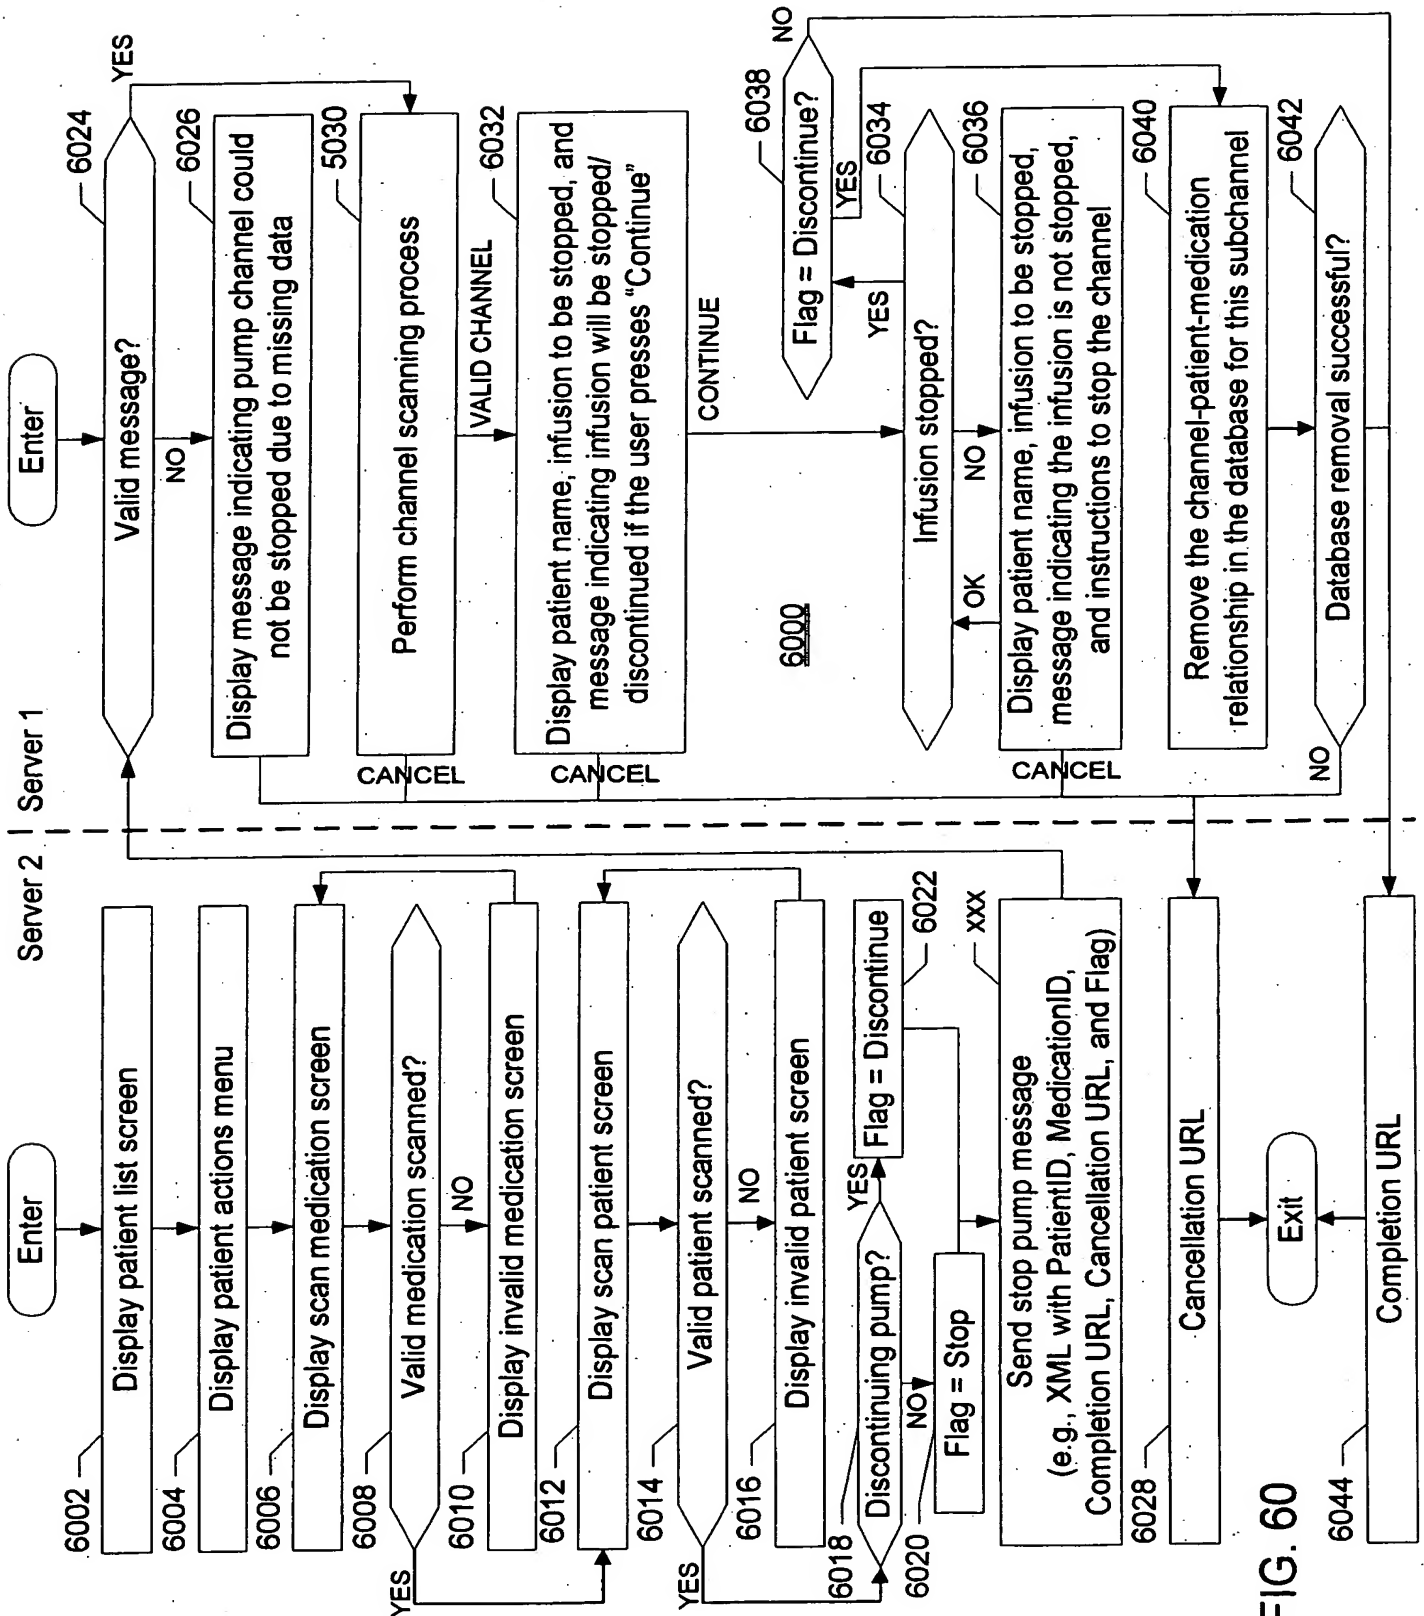 Server 2
Enter
6002
Display patient list screen
6004
Display patient actions menu
6006
Display scan medication screen
6008
Valid medication scanned?
YES
NO
6010
Display invalid medication screen
6012
Display scan patient screen
6014
Valid patient scanned?
YES
NO
6016
Display invalid patient screen
6018
Discontinuing pump?
YES
Flag = Discontinue
6022
NO
6020
Flag = Stop
XXX
Send stop pump message
(e.g., XML with PatientID, MedicationID,
Completion URL, Cancellation URL, and Flag)
6028
Cancellation URL
Exit
6044
Completion URL
FIG. 60
Server 1
Enter
6024
Valid message?
YES
NO
6026
Display message indicating pump channel could
not be stopped due to missing data
5030
Perform channel scanning process
CANCEL
VALID CHANNEL
6032
Display patient name, infusion to be stopped, and
message indicating infusion will be stopped/
discontinued if the user presses "Continue"
CANCEL
CONTINUE
6000
6038
Flag = Discontinue?
NO
YES
YES
6034
Infusion stopped?
NO
OK
6036
Display patient name, infusion to be stopped,
message indicating the infusion is not stopped,
and instructions to stop the channel
CANCEL
6040
Remove the channel-patient-medication
relationship in the database for this subchannel
6042
Database removal successful?
NO